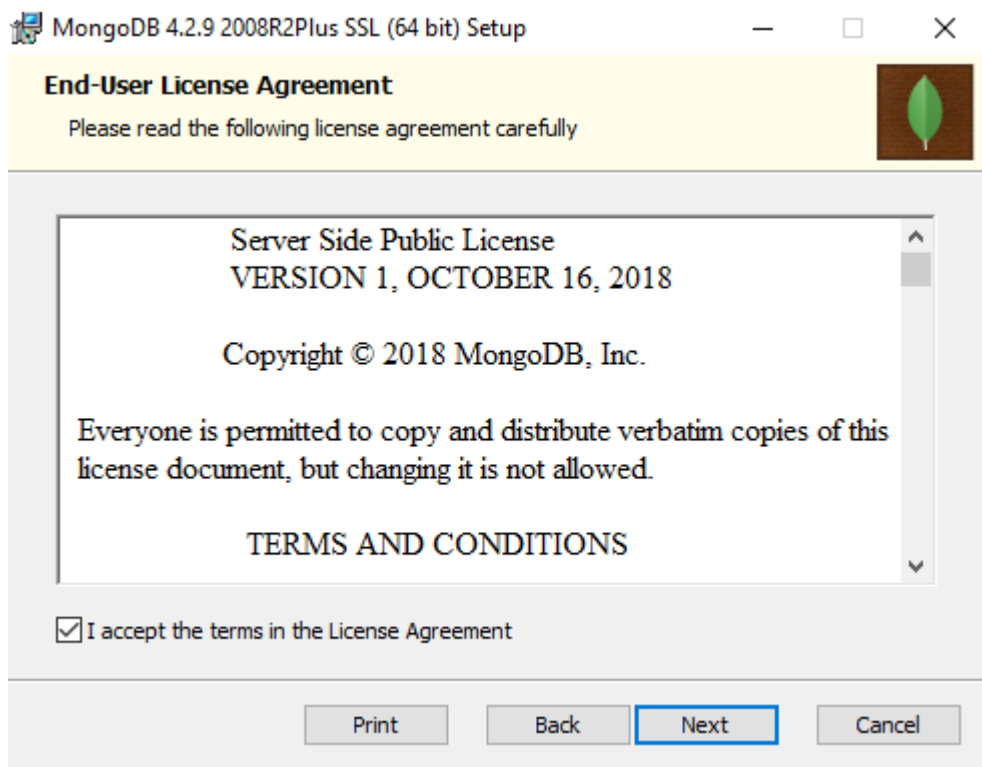 MongoDB 4.2.9 2008R2Plus SSL (64 bit) Setup
End-User License Agreement
Please read the following license agreement carefully
Server Side Public License
VERSION 1, OCTOBER 16, 2018
Copyright © 2018 MongoDB, Inc.
Everyone is permitted to copy and distribute verbatim copies of this
license document, but changing it is not allowed.
TERMS AND CONDITIONS
I accept the terms in the License Agreement
Print Back Next Cancel